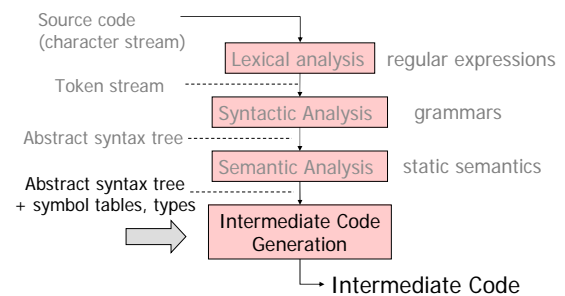 Source code
(character stream)
Lexical analysis
regular expressions
Token stream
Syntactic Analysis
grammars
Abstract syntax tree
Semantic Analysis
static semantics
Abstract syntax tree
+ symbol tables, types
Intermediate Code
Generation
Intermediate Code